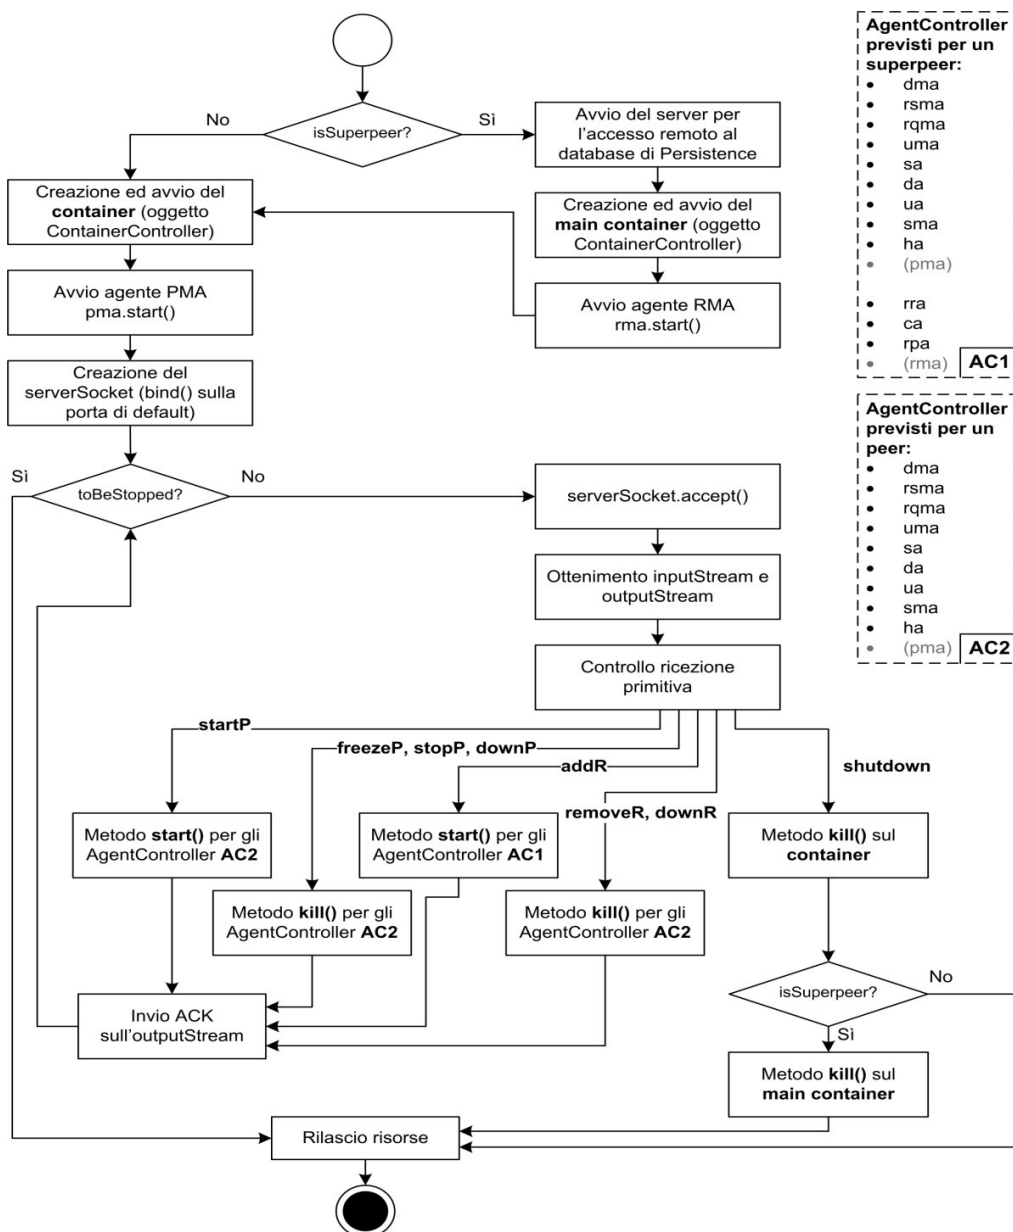 isSuperpeer?
No
Sì
Avvio del server per
l'accesso remoto al
database di Persistence
Creazione ed avvio del
container (oggetto
ContainerController)
Creazione ed avvio del
main container (oggetto
ContainerController)
Avvio agente PMA
pma.start()
Avvio agente RMA
rma.start()
Creazione del
serverSocket (bind() sulla
porta di default)
Sì
toBeStopped?
No
serverSocket.accept()
Ottenimento inputStream e
outputStream
Controllo ricezione
primitiva
startP
freezeP, stopP, downP
addR
removeR, downR
shutdown
Metodo start() per gli
AgentController AC2
Metodo kill() per gli
AgentController AC2
Metodo start() per gli
AgentController AC1
Metodo kill() per gli
AgentController AC2
Metodo kill() sul
container
Invio ACK
sull'outputStream
isSuperpeer?
No
Sì
Metodo kill() sul
main container
Rilascio risorse
AgentController
previsti per un
superpeer:
• dma
• rsma
• rqma
• uma
• sa
• da
• ua
• sma
• ha
• (pma)
• rra
• ca
• rpa
• (rma)
AC1
AgentController
previsti per un
peer:
• dma
• rsma
• rqma
• uma
• sa
• da
• ua
• sma
• ha
• (pma)
AC2